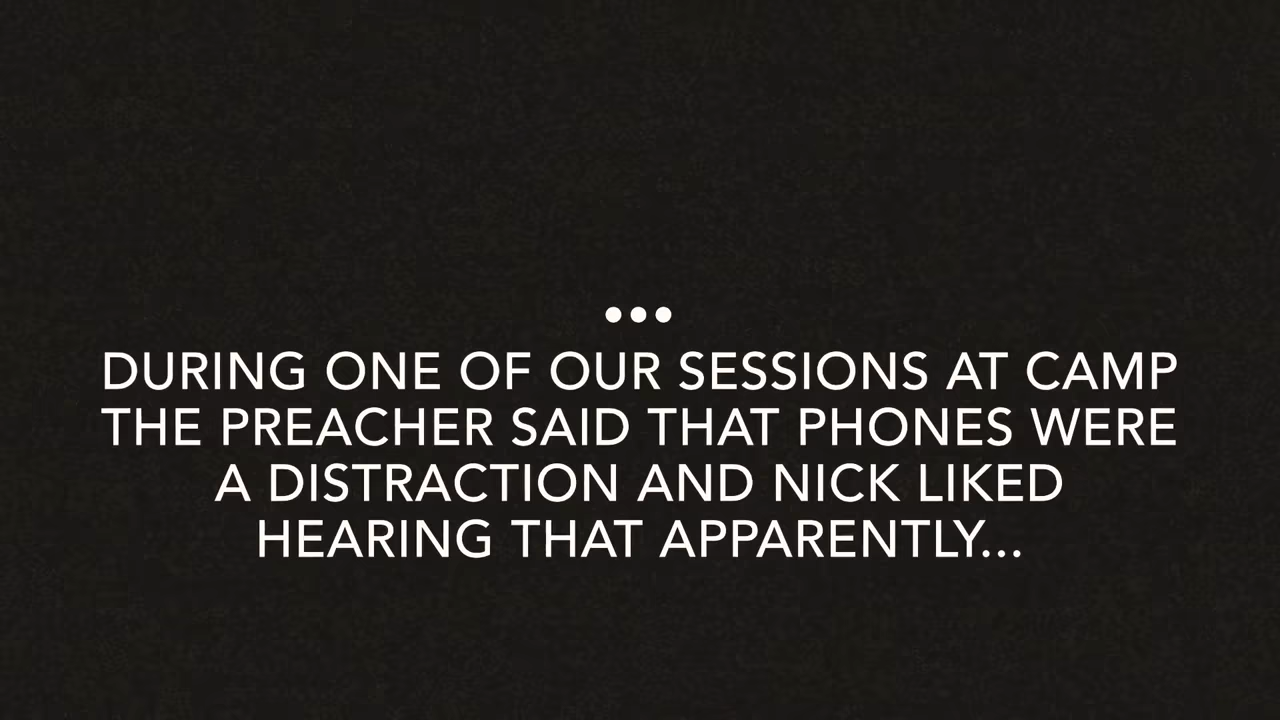 •••
DURING ONE OF OUR SESSIONS AT CAMP
THE PREACHER SAID THAT PHONES WERE
A DISTRACTION AND NICK LIKED
HEARING THAT APPARENTLY...